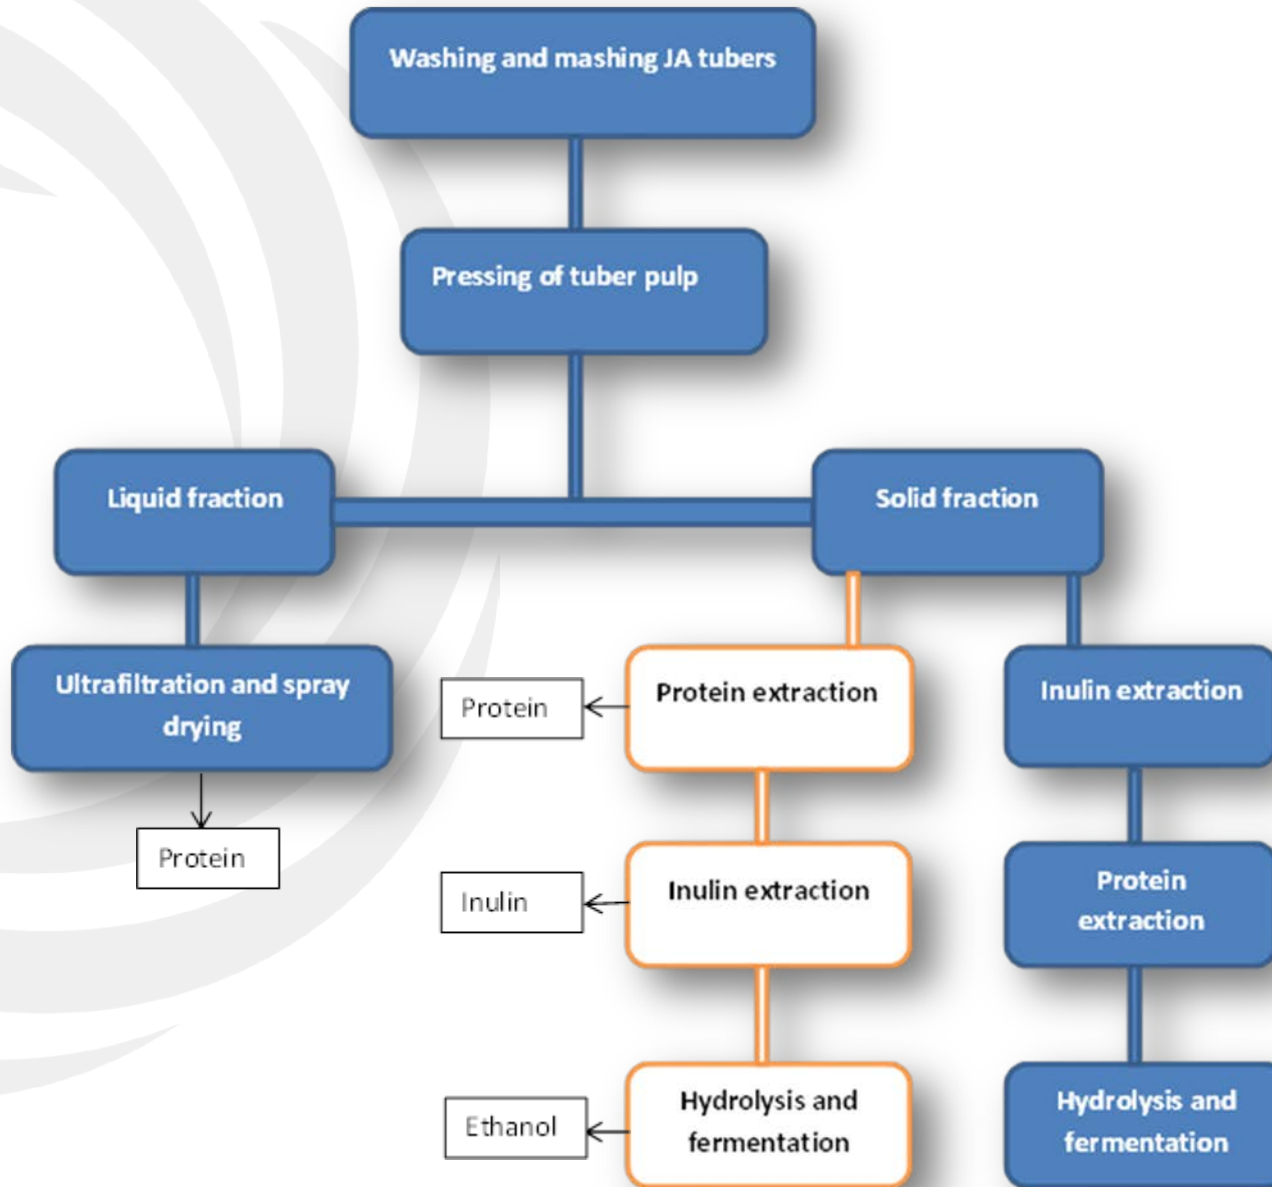 Washing and mashing JA tubers
Pressing of tuber pulp
Liquid fraction
Solid fraction
Ultrafiltration and spray
drying
Protein
Protein extraction
Inulin extraction
Protein
Inulin
Inulin extraction
Protein
extraction
Ethanol
Hydrolysis and
fermentation
Hydrolysis and
fermentation